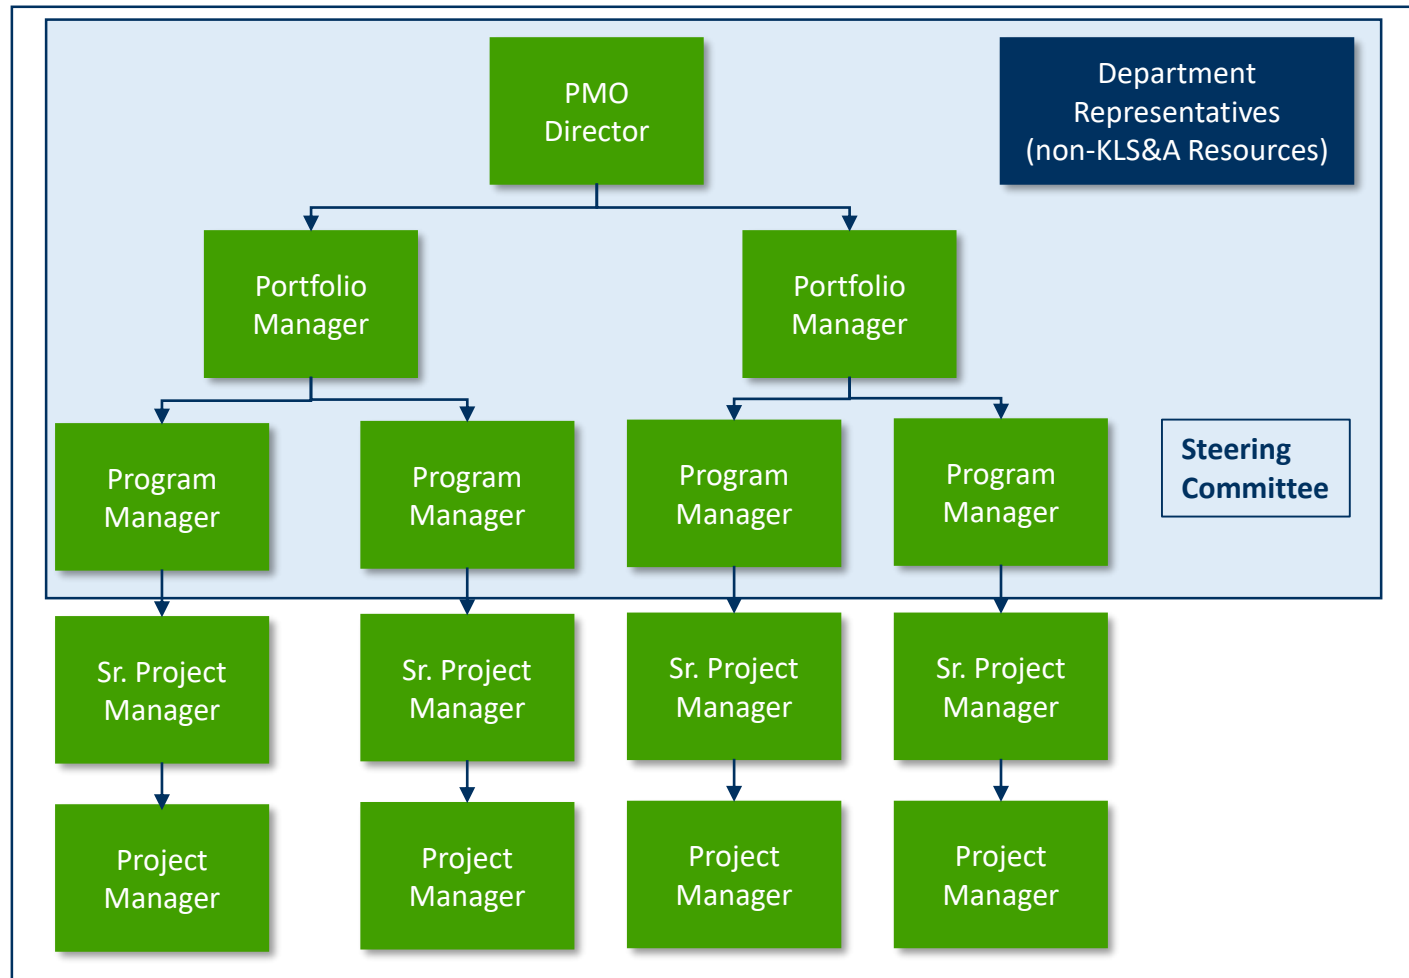 PMO
Director
Department
Representatives
(non-KLS&A Resources)
Portfolio
Manager
Portfolio
Manager
Program
Manager
Program
Manager
Program
Manager
Program
Manager
Steering
Committee
Sr. Project
Manager
Sr. Project
Manager
Sr. Project
Manager
Sr. Project
Manager
Project
Manager
Project
Manager
Project
Manager
Project
Manager